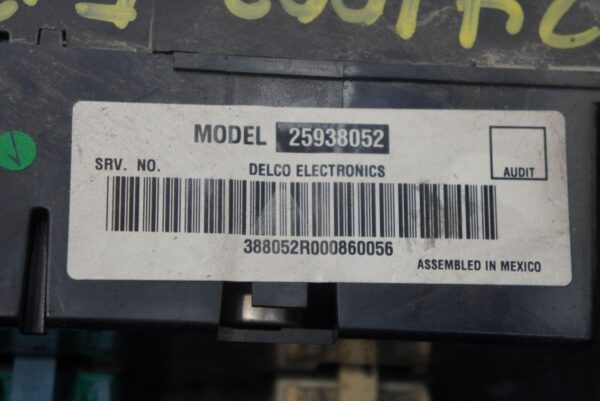 MODEL 25938052
SRV. NO. DELCO ELECTRONICS
AUDIT
388052R000860056
ASSEMBLED IN MEXICO